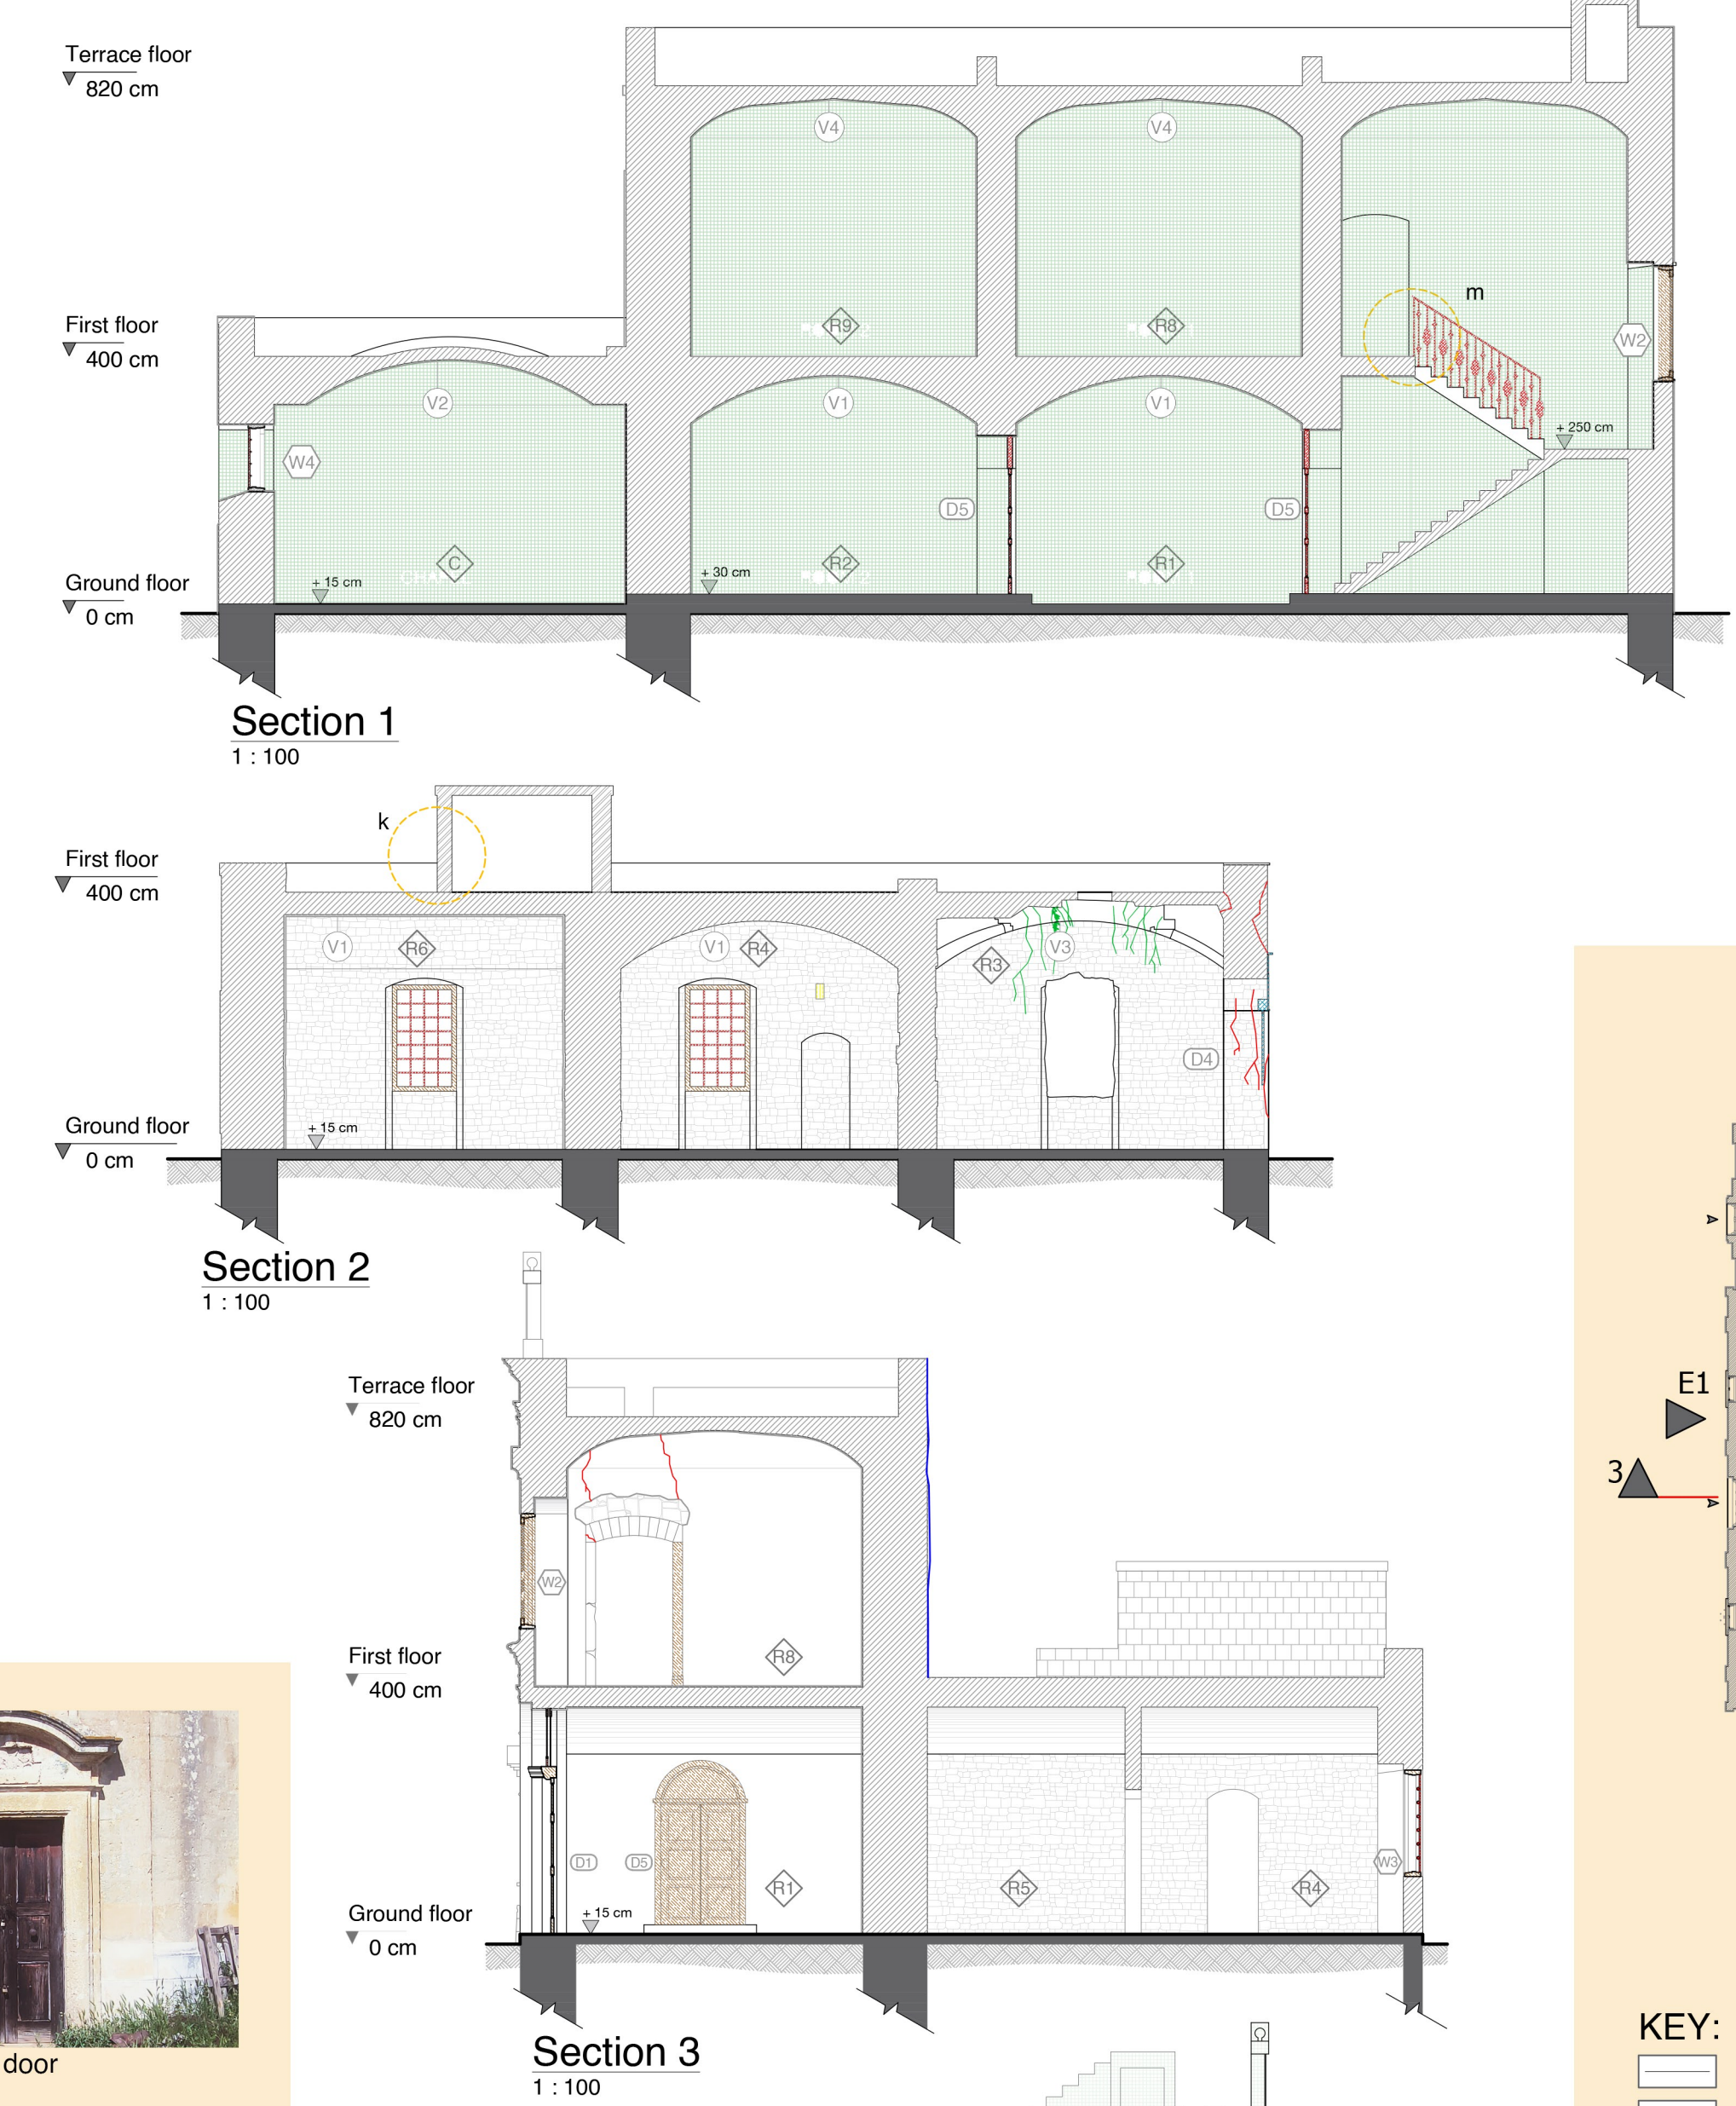 Terrace floor
820 cm
V4
V4
First floor
400 cm
m
R9
R8
W2
V2
V1
V1
+ 250 cm
W4
D5
D5
C
R2
R1
+ 15 cm
+ 30 cm
Ground floor
0 cm
Section 1
1 : 100
k
First floor
400 cm
V1
R6
V1
R4
V3
R3
D4
Ground floor
0 cm
+ 15 cm
Section 2
1 : 100
Terrace floor
820 cm
W2
R8
First floor
400 cm
D1
D5
R1
R5
R4
W3
+ 15 cm
Ground floor
0 cm
Section 3
1 : 100
door
E1
3
KEY: